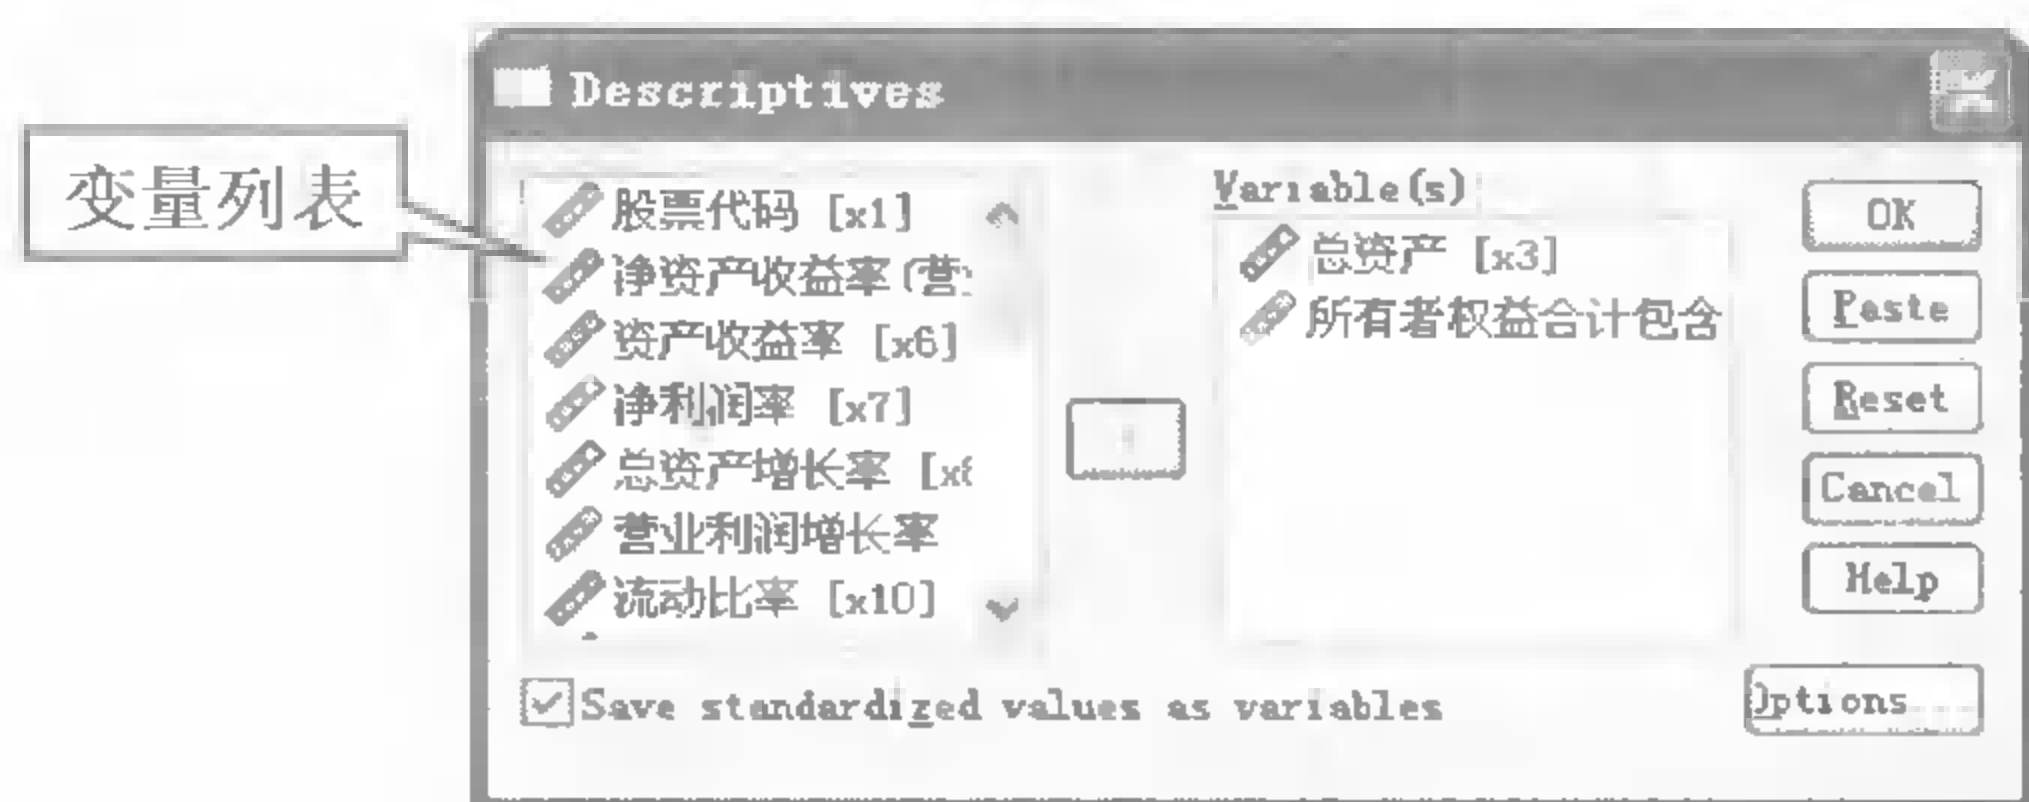 Descriptives
变量列表
股票代码 [x1]
净资产收益率(营
资产收益率 [x6]
净利润率 [x7]
总资产增长率 [x
营业利润增长率
流动比率 [x10]
Variable(s)
总资产 [x3]
所有者权益合计包含
OK
Paste
Reset
Cancel
Help
Save standardized values as variables
Options